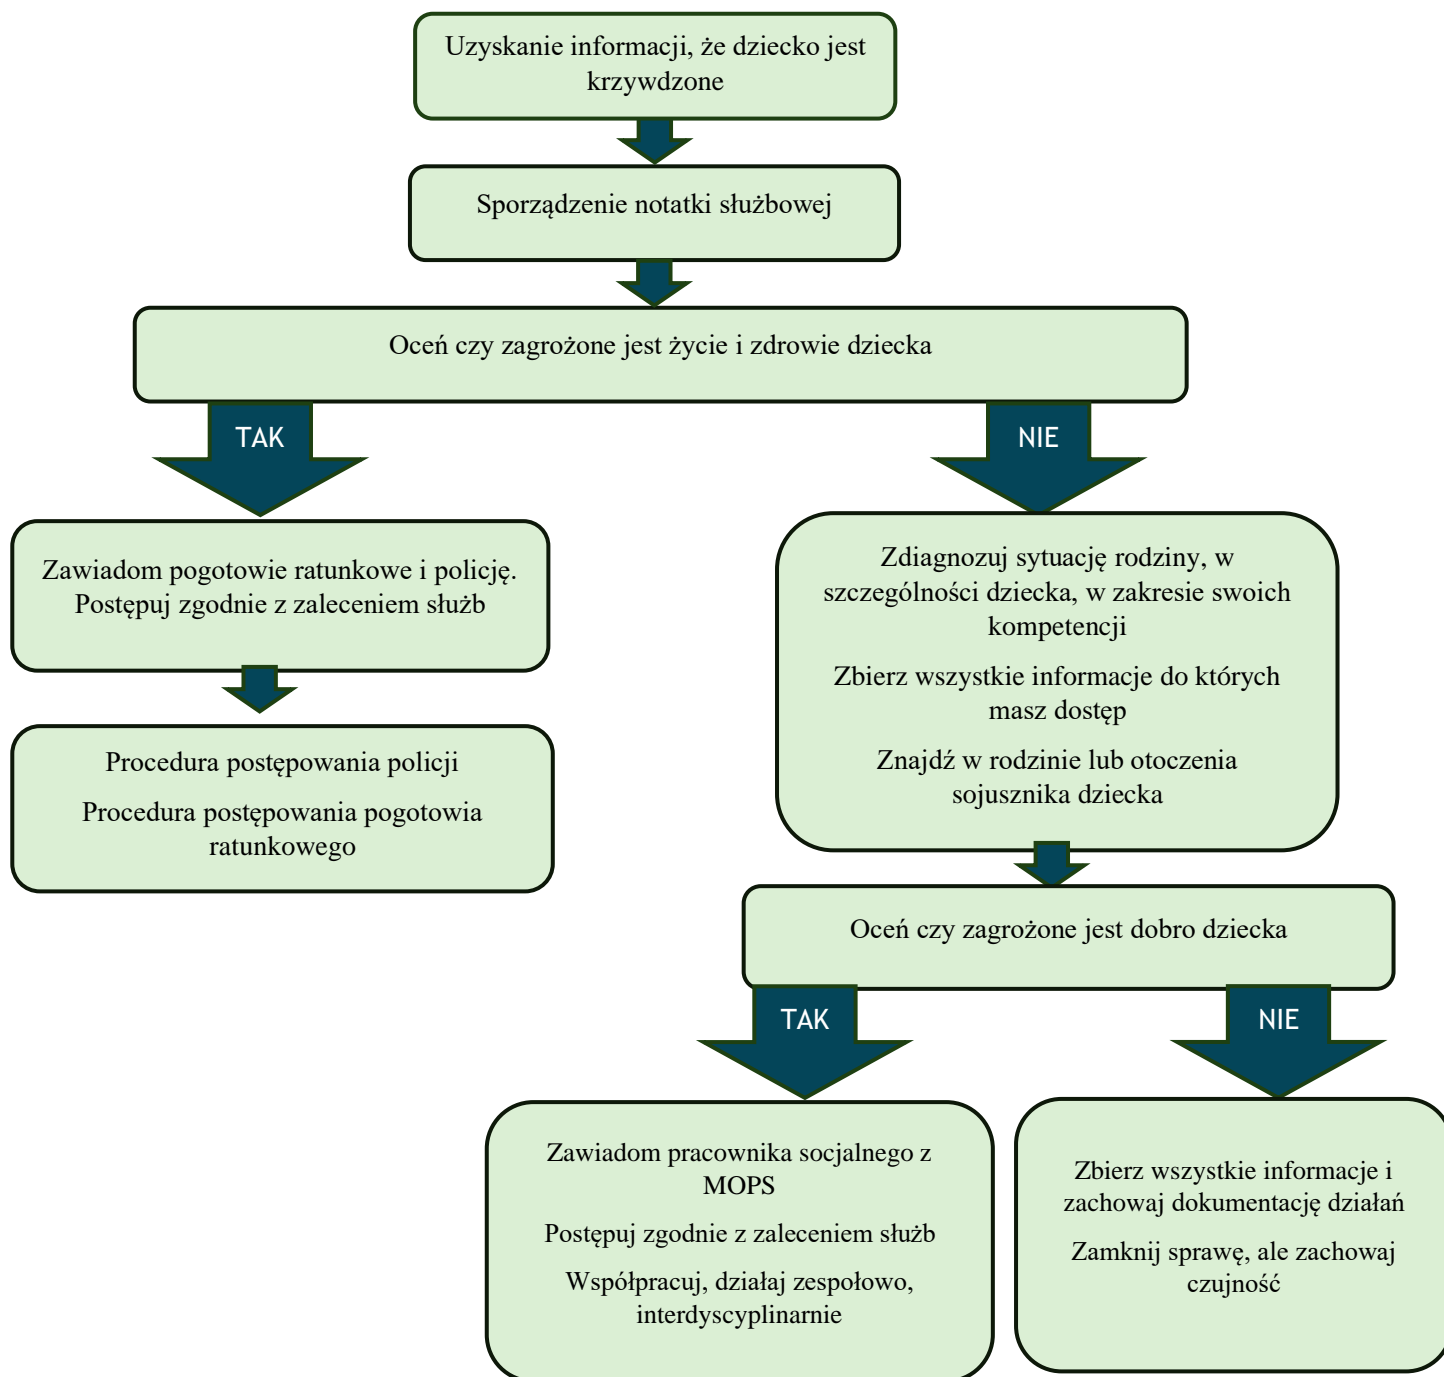 Uzyskanie informacji, że dziecko jest
krzywdzone
Sporządzenie notatki służbowej
Oceń czy zagrożone jest życie i zdrowie dziecka
TAK
NIE
Zawiadom pogotowie ratunkowe i policję.
Postępuj zgodnie z zaleceniem służb
Procedura postępowania policji
Procedura postępowania pogotowia
ratunkowego
Zdiagnozuj sytuację rodziny, w
szczególności dziecka, w zakresie swoich
kompetencji
Zbierz wszystkie informacje do których
masz dostęp
Znajdź w rodzinie lub otoczenia
sojusznika dziecka
Oceń czy zagrożone jest dobro dziecka
TAK
NIE
Zawiadom pracownika socjalnego z
MOPS
Postępuj zgodnie z zaleceniem służb
Współpracuj, działaj zespołowo,
interdyscyplinarnie
Zbierz wszystkie informacje i
zachowaj dokumentację działań
Zamknij sprawę, ale zachowaj
czujność